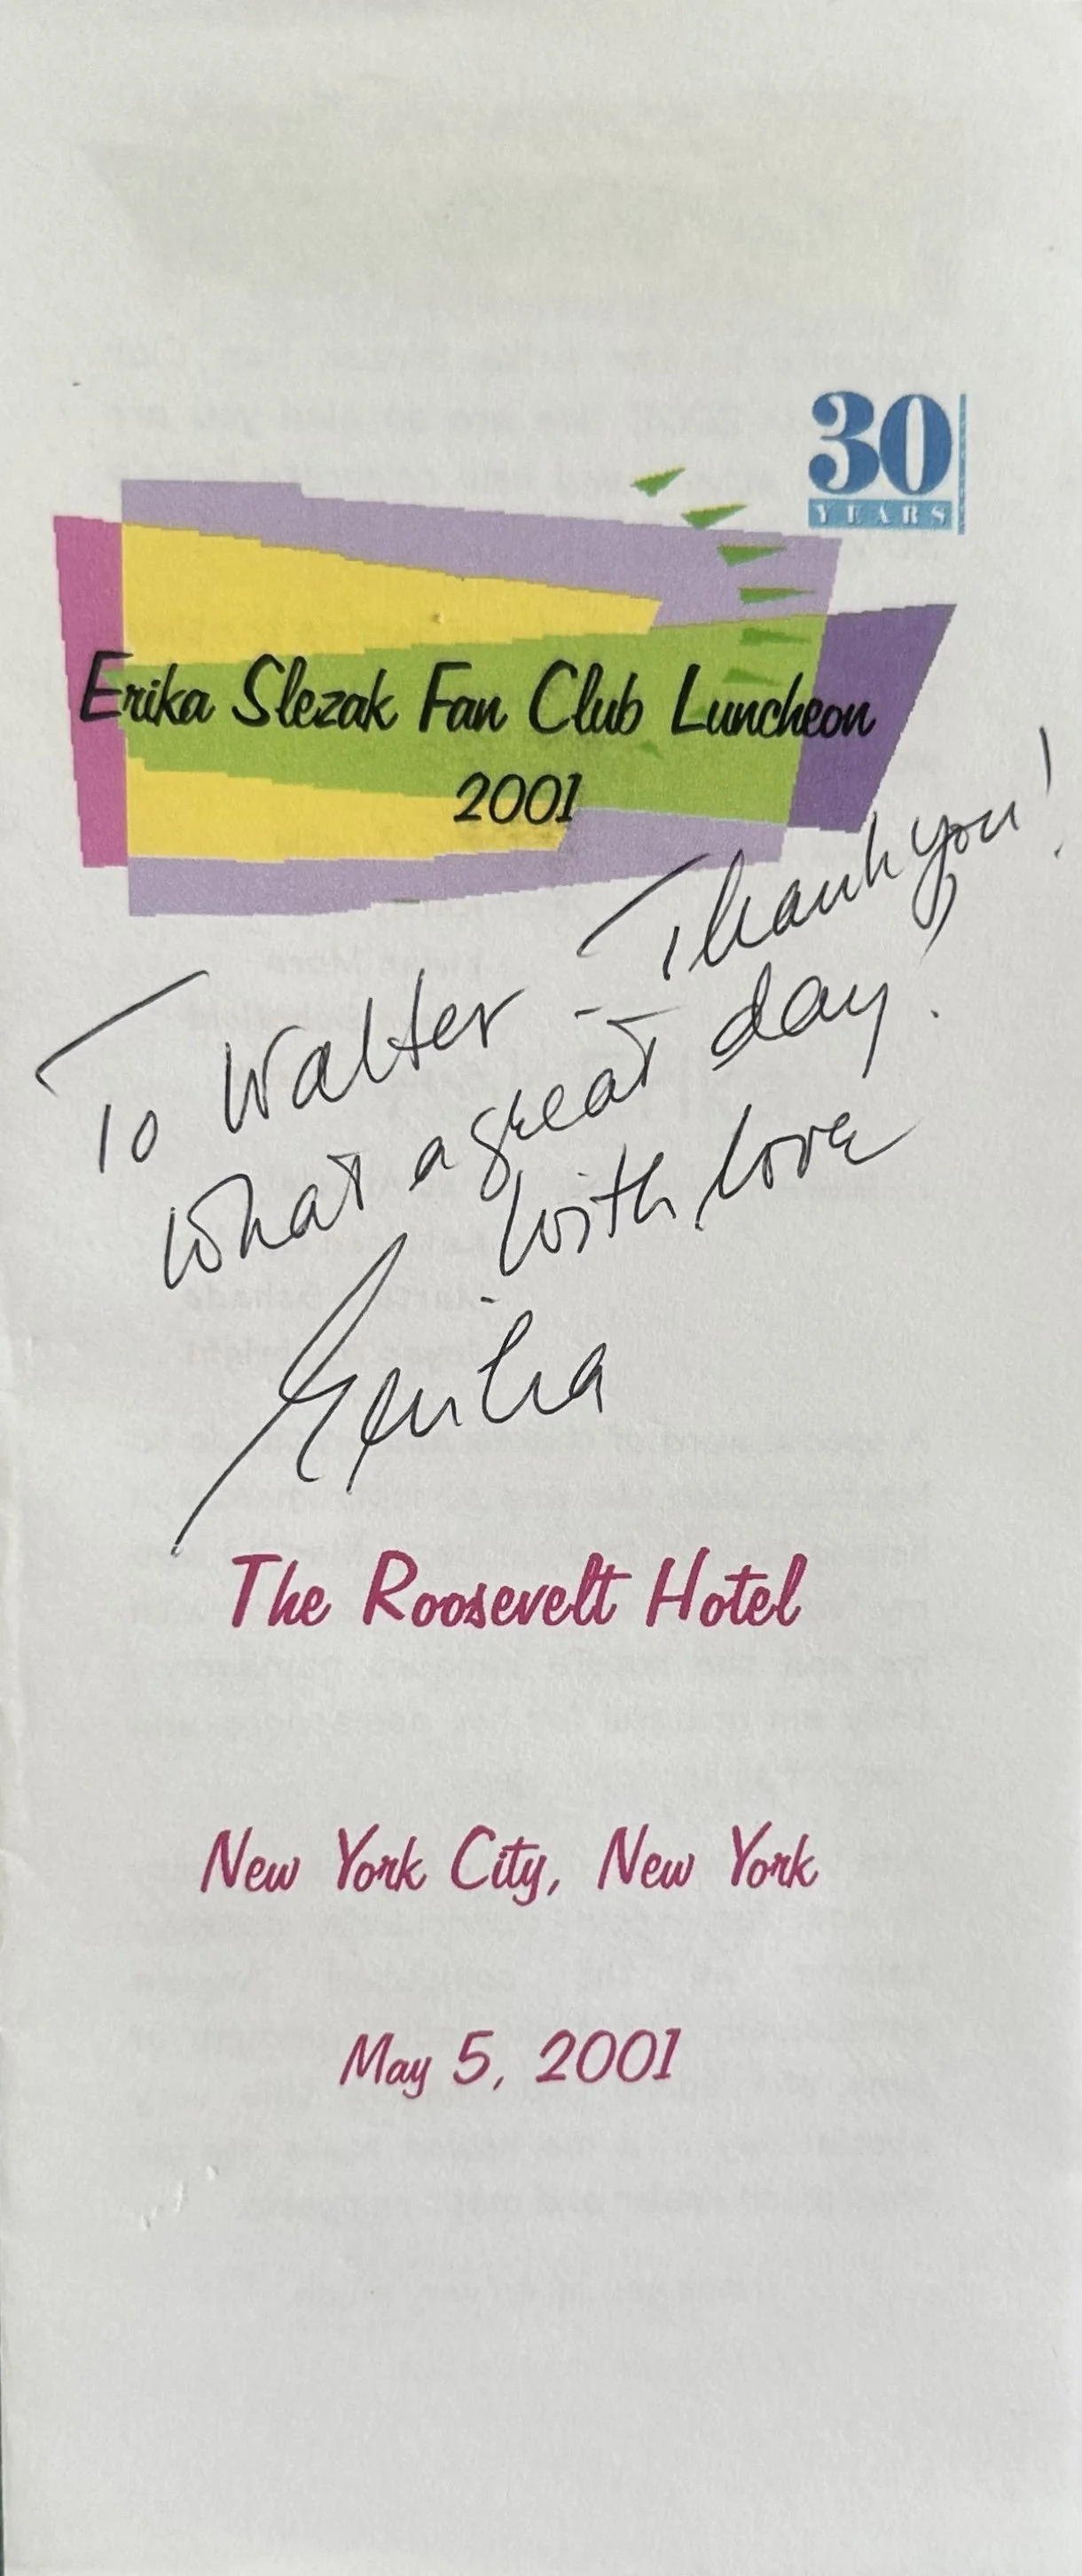 30
YEARS
Erika Slezak Fan Club Luncheon
2001
To Walter - Thank you!
What a great day!
With love
Erika
The Roosevelt Hotel
New York City, New York
May 5, 2001